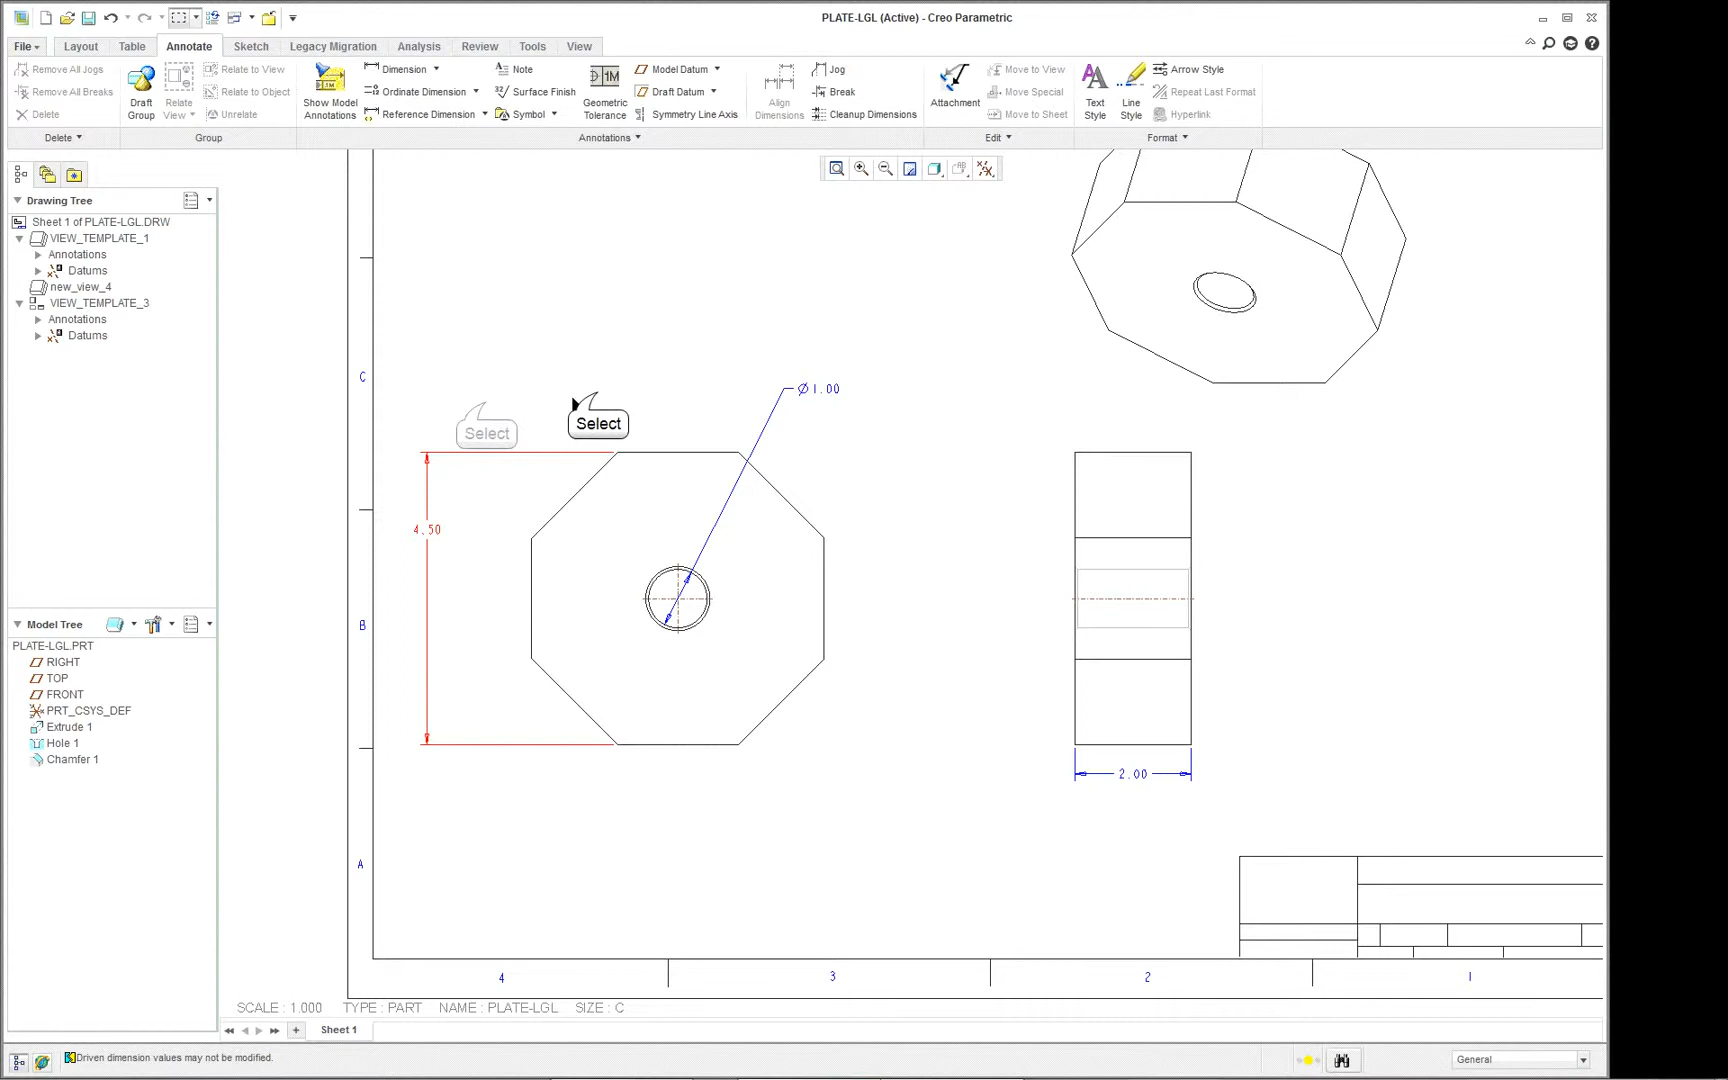 PLATE-LGL (Active) - Creo Parametric
File
Layout
Table
Annotate
Sketch
Legacy Migration
Analysis
Review
Tools
View
Remove All Jogs
Remove All Breaks
Delete
Delete
Draft
Group
Relate
View
Relate to View
Relate to Object
Unrelate
Group
Show Model
Annotations
Dimension
Ordinate Dimension
Reference Dimension
Note
Surface Finish
Symbol
Geometric
Tolerance
Model Datum
Draft Datum
Symmetry Line Axis
Align
Dimensions
Jog
Break
Cleanup Dimensions
Annotations
Attachment
Move to View
Move Special
Move to Sheet
Edit
Text
Style
Line
Style
Arrow Style
Repeat Last Format
Hyperlink
Format
Drawing Tree
Sheet 1 of PLATE-LGL.DRW
VIEW_TEMPLATE_1
Annotations
Datums
new_view_4
VIEW_TEMPLATE_3
Annotations
Datums
Model Tree
PLATE-LGL.PRT
RIGHT
TOP
FRONT
PRT_CSYS_DEF
Extrude 1
Hole 1
Chamfer 1
C
B
A
Select
Select
Ø1.00
4.50
2.00
4
3
2
1
SCALE : 1.000 TYPE : PART NAME : PLATE-LGL SIZE : C
Sheet 1
Driven dimension values may not be modified.
General